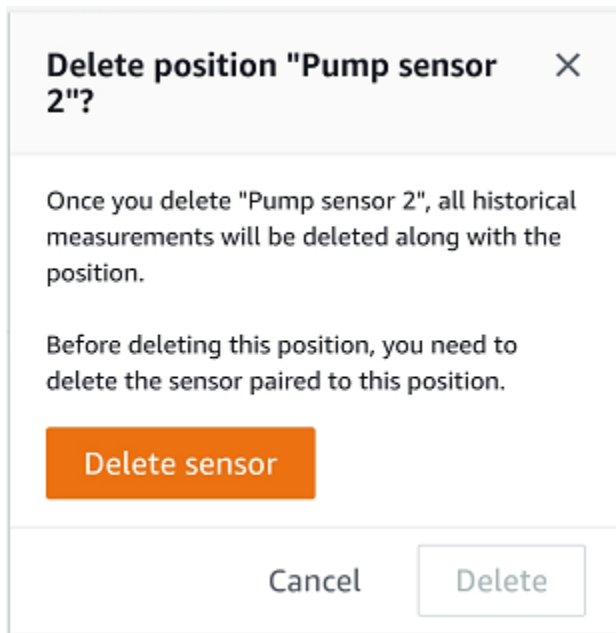 Delete position "Pump sensor
2"?
Once you delete "Pump sensor 2", all historical
measurements will be deleted along with the
position.
Before deleting this position, you need to
delete the sensor paired to this position.
Delete sensor
Cancel Delete